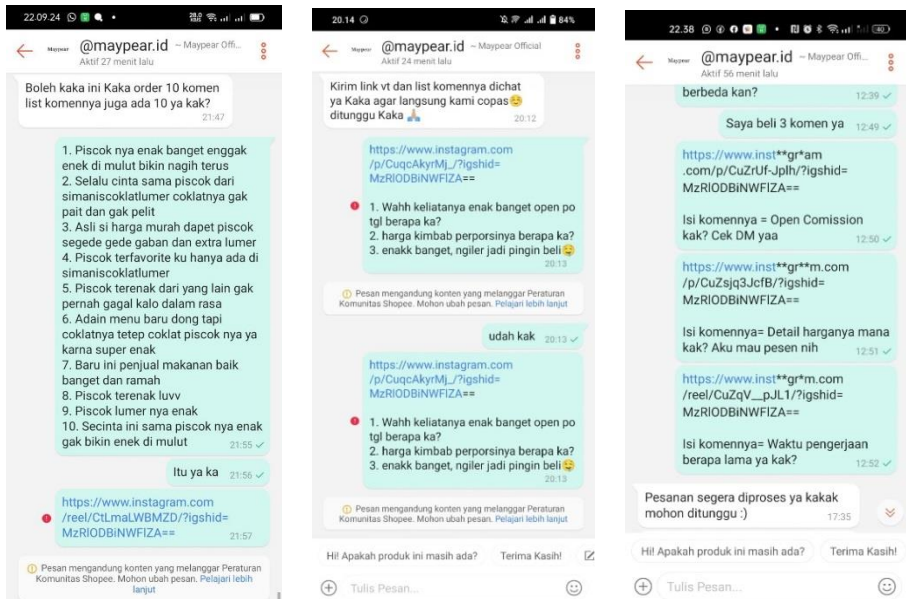 22.09.24
@maypear.id ~ Maypear Offi...
Aktif 27 menit lalu
Boleh kaka ini Kaka order 10 komen
list komennya juga ada 10 ya kak?
21:47
1. Piscok nya enak banget enggak
enek di mulut bikin nagih terus
2. Selalu cinta sama piscok dari
simaniscoklatlumer coklatnya gak
pait dan gak pelit
3. Asli si harga murah dapet piscok
segede gede gaban dan extra lumer
4. Piscok terfavorite ku hanya ada di
simaniscoklatlumer
5. Piscok terenak dari yang lain gak
pernah gagal kalo dalam rasa
6. Adain menu baru dong tapi
coklatnya tetep coklat piscok nya ya
karna super enak
7. Baru ini penjual makanan baik
banget dan ramah
8. Piscok terenak luvv
9. Piscok lumer nya enak
10. Secinta ini sama piscok nya enak
gak bikin enek di mulut
21:55
Itu ya ka 21:56
https://www.instagram.com
/reel/CtLmaLWBMZD/?igshid=
MzRlODBiNWFlZA==
21:57
Pesan mengandung konten yang melanggar Peraturan
Komunitas Shopee. Mohon ubah pesan. Pelajari lebih
lanjut
20.14
84%
@maypear.id ~ Maypear Official
Aktif 24 menit lalu
Kirim link vt dan list komennya dichat
ya Kaka agar langsung kami copas😊
ditunggu Kaka 🙏
20:12
https://www.instagram.com
/p/CuqcAkyrMj_/?igshid=
MzRlODBiNWFlZA==
1. Wahh keliatanya enak banget open po
tgl berapa ka?
2. harga kimbab perporsinya berapa ka?
3. enakk banget, ngiler jadi pingin beli🤤
20:13
Pesan mengandung konten yang melanggar Peraturan
Komunitas Shopee. Mohon ubah pesan. Pelajari lebih lanjut
udah kak 20:13
https://www.instagram.com
/p/CuqcAkyrMj_/?igshid=
MzRlODBiNWFlZA==
1. Wahh keliatanya enak banget open po
tgl berapa ka?
2. harga kimbab perporsinya berapa ka?
3. enakk banget, ngiler jadi pingin beli🤤
20:13
Pesan mengandung konten yang melanggar Peraturan
Komunitas Shopee. Mohon ubah pesan. Pelajari lebih lanjut
Hi! Apakah produk ini masih ada?
Terima Kasih!
Tulis Pesan...
22.38
40
@maypear.id ~ Maypear Offi...
Aktif 56 menit lalu
berbeda kan?
12:39
Saya beli 3 komen ya 12:49
https://www.inst**gr*am
.com/p/CuZrUf-Jplh/?igshid=
MzRlODBiNWFlZA==
Isi komennya = Open Comission
kak? Cek DM yaa
12:50
https://www.inst**gr**m.com
/p/CuZsjq3JcfB/?igshid=
MzRlODBiNWFlZA==
Isi komennya= Detail harganya mana
kak? Aku mau pesen nih
12:51
https://www.inst**gr*m.com
/reel/CuZqV__pJL1/?igshid=
MzRlODBiNWFlZA==
Isi komennya= Waktu pengerjaan
berapa lama ya kak?
12:52
Pesanan segera diproses ya kakak
mohon ditunggu :)
17:35
Hi! Apakah produk ini masih ada?
Terima Kasih!
Tulis Pesan...